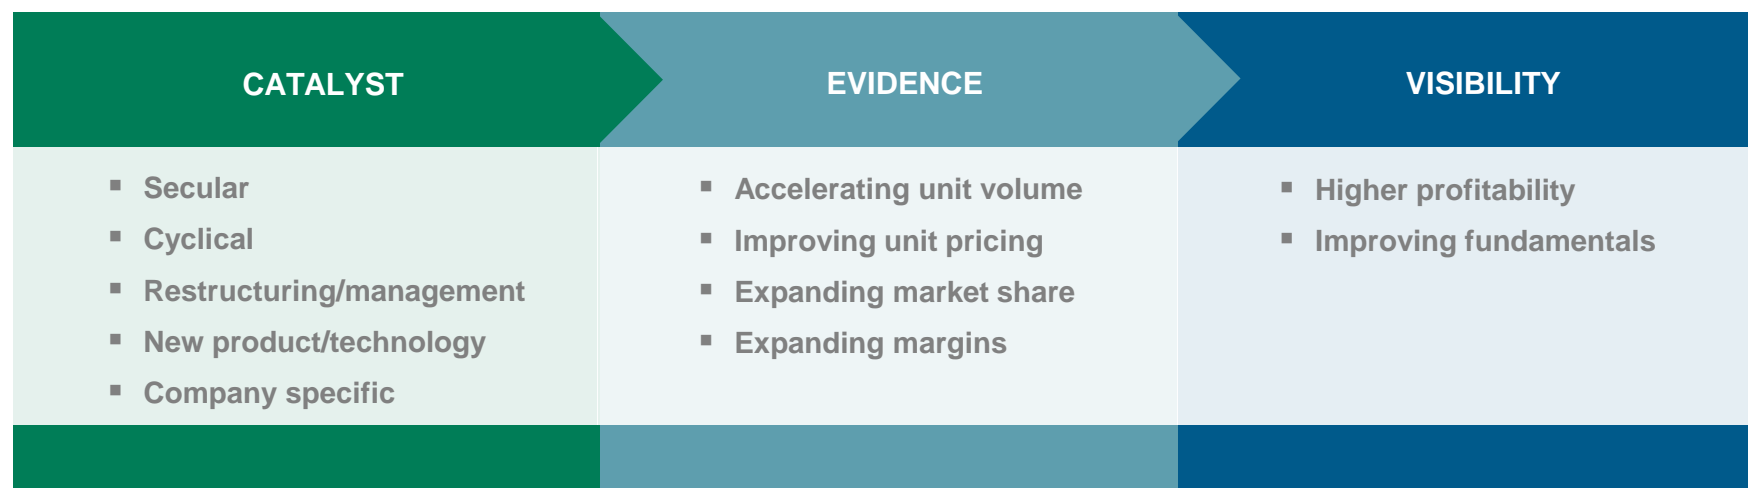 CATALYST
EVIDENCE
VISIBILITY
▪ Secular
▪ Cyclical
▪ Restructuring/management
▪ New product/technology
▪ Company specific
▪ Accelerating unit volume
▪ Improving unit pricing
▪ Expanding market share
▪ Expanding margins
▪ Higher profitability
▪ Improving fundamentals